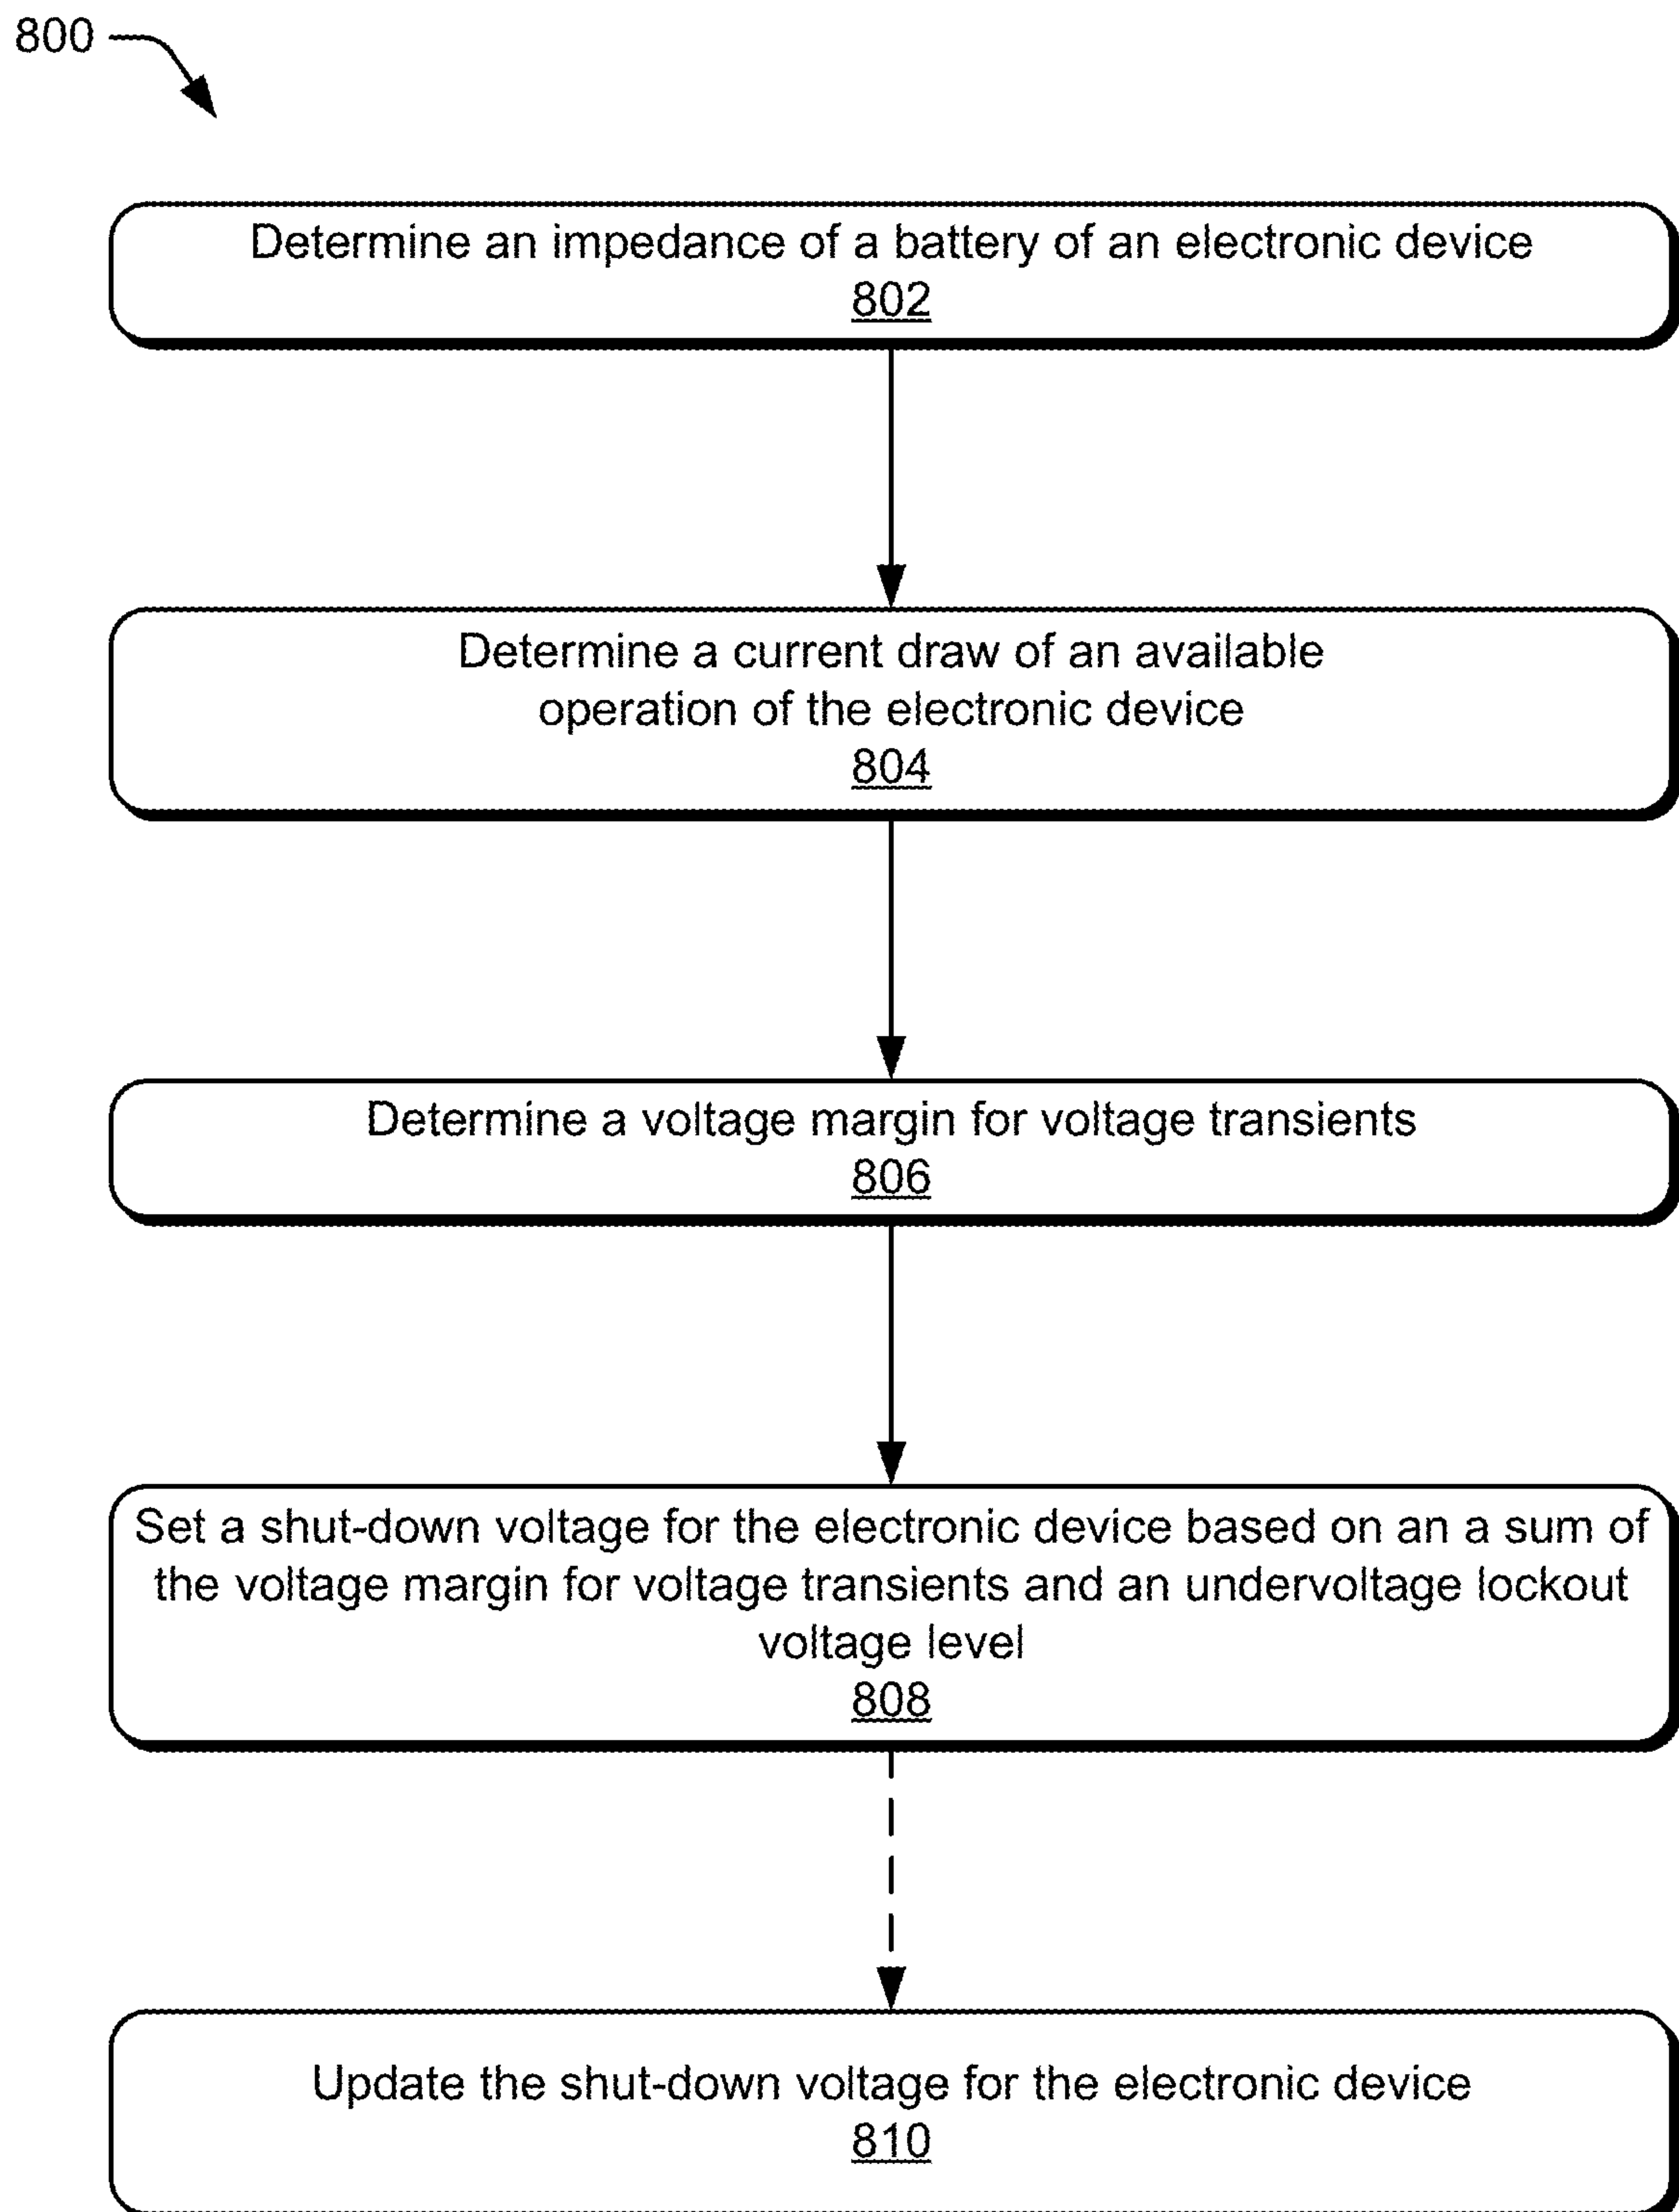 800
Determine an impedance of a battery of an electronic device
802
Determine a current draw of an available
operation of the electronic device
804
Determine a voltage margin for voltage transients
806
Set a shut-down voltage for the electronic device based on an a sum of
the voltage margin for voltage transients and an undervoltage lockout
voltage level
808
Update the shut-down voltage for the electronic device
810